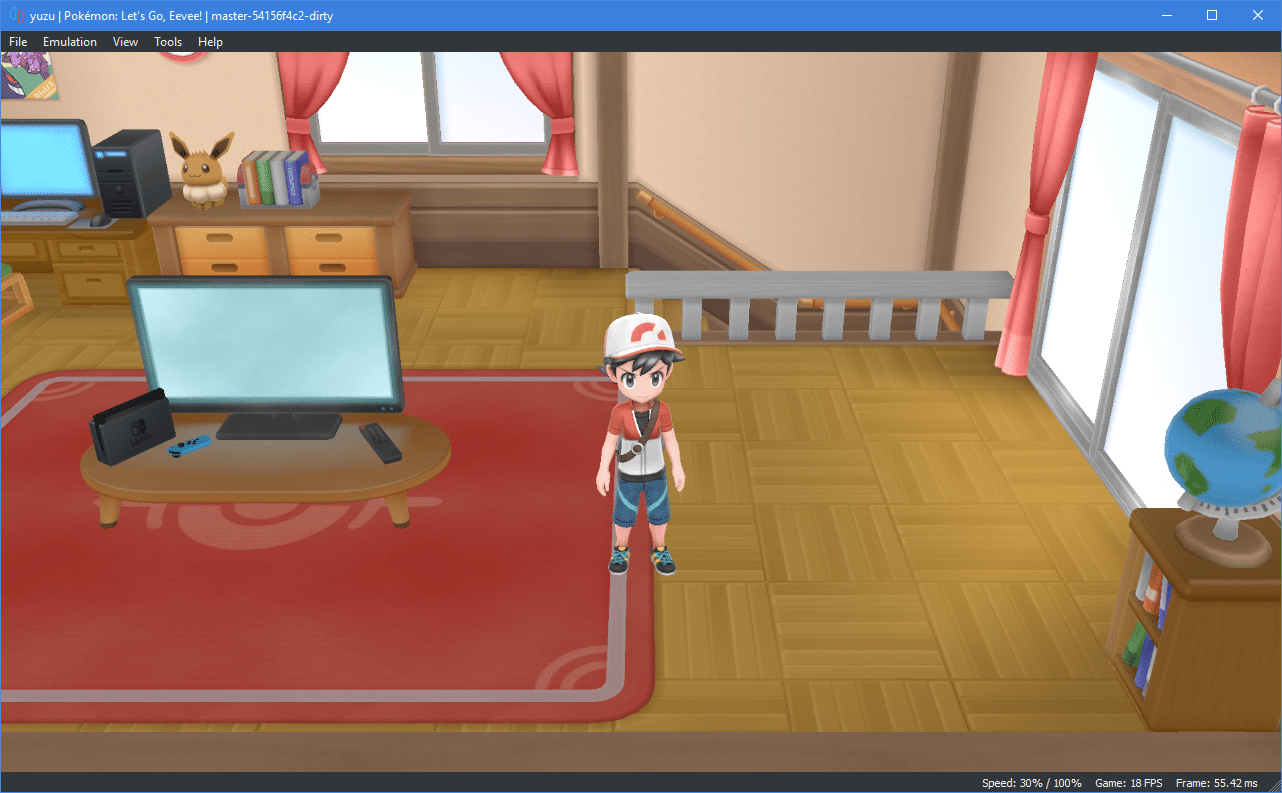 yuzu | Pokémon: Let's Go, Eevee! | master-54156f4c2-dirty
File Emulation View Tools Help
Speed: 30% / 100% Game: 18 FPS Frame: 55.42 ms